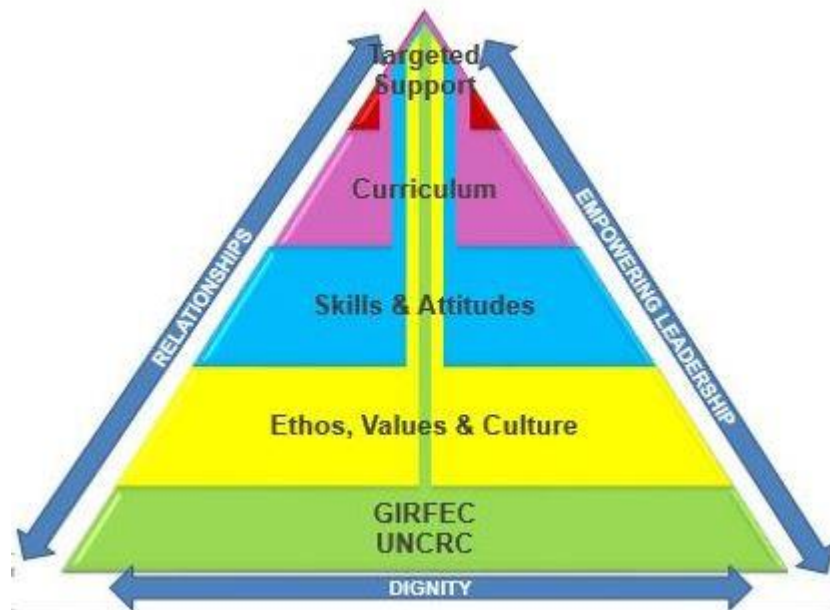 Targeted
Support
Curriculum
Skills & Attitudes
Ethos, Values & Culture
GIRFEC
UNCRC
RELATIONSHIPS
EMPOWERING LEADERSHIP
DIGNITY